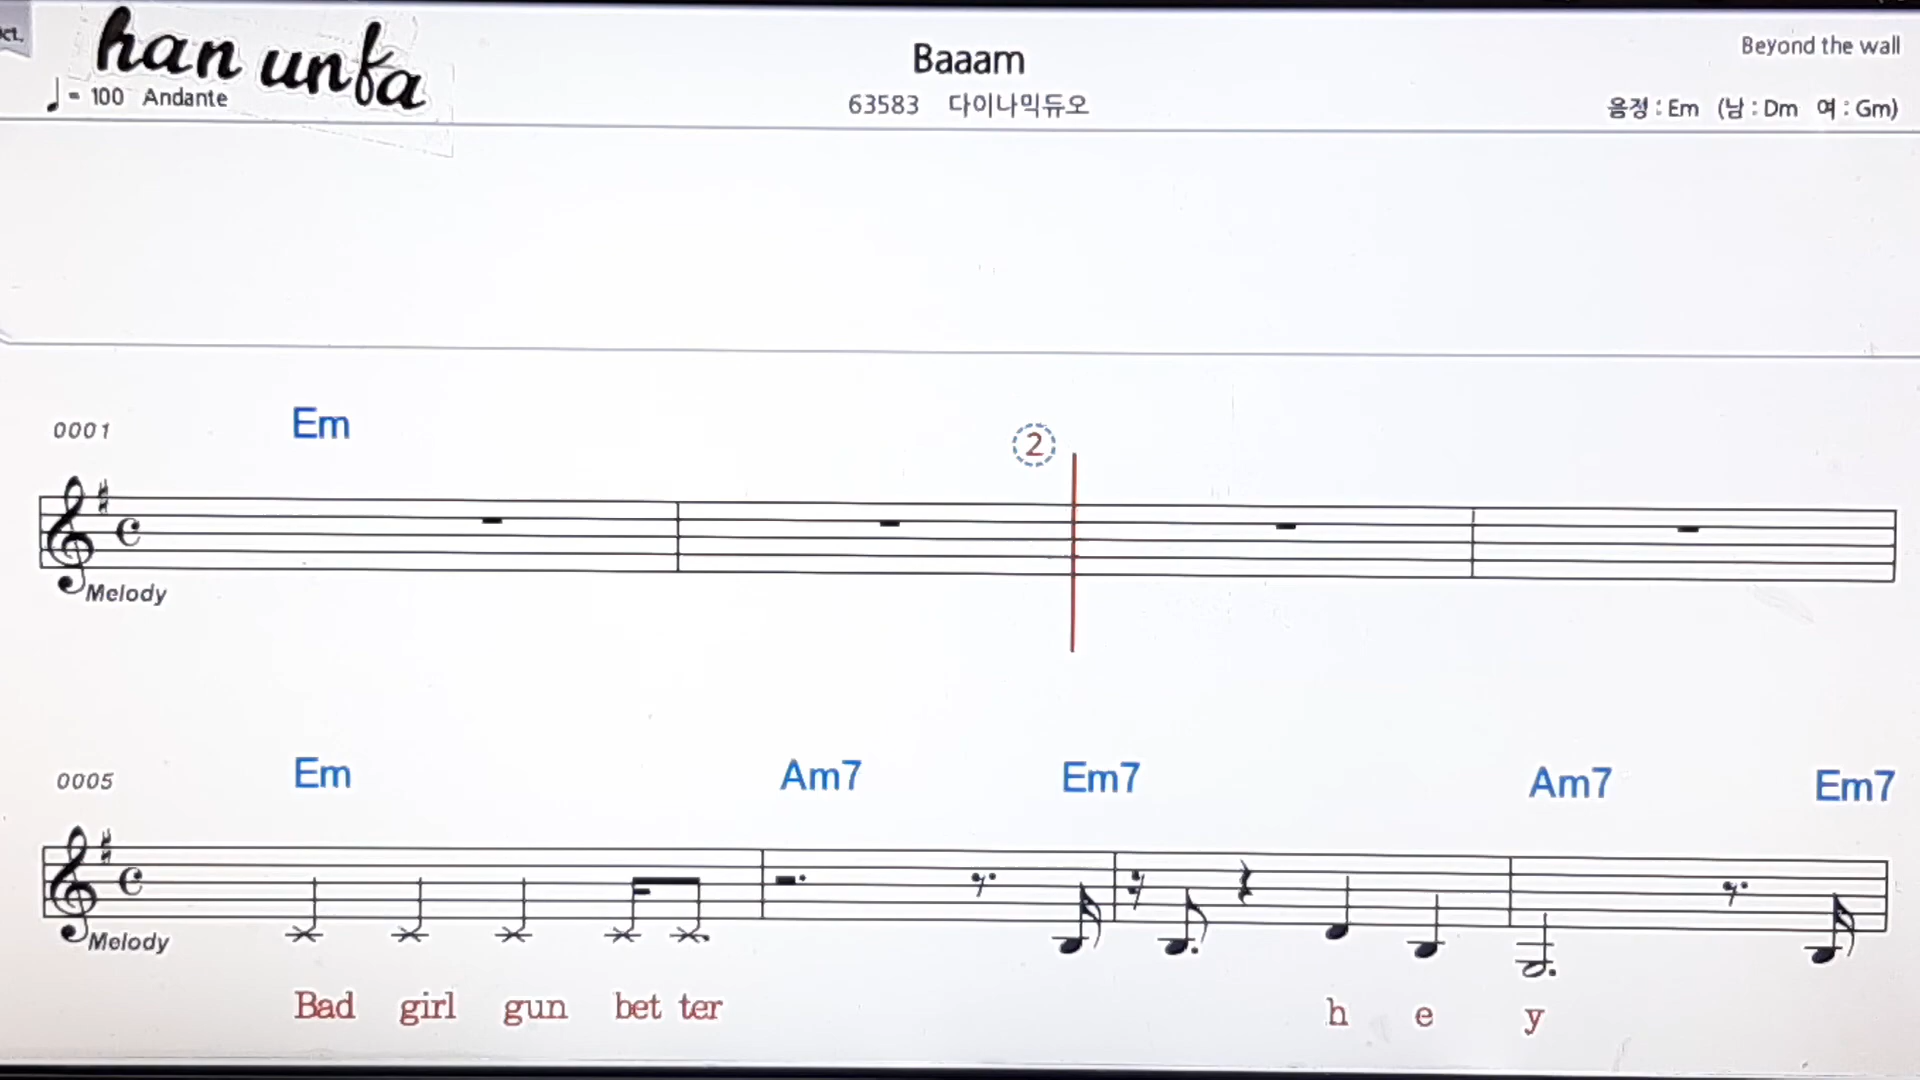 han unfa
♩ = 100 Andante
Baaam
63583 다이나믹듀오
Beyond the wall
음정 : Em (남 : Dm 여 : Gm)
0001 Em
2
Melody
0005 Em Am7 Em7 Am7 Em7
Melody
Bad girl gun bet ter h e y